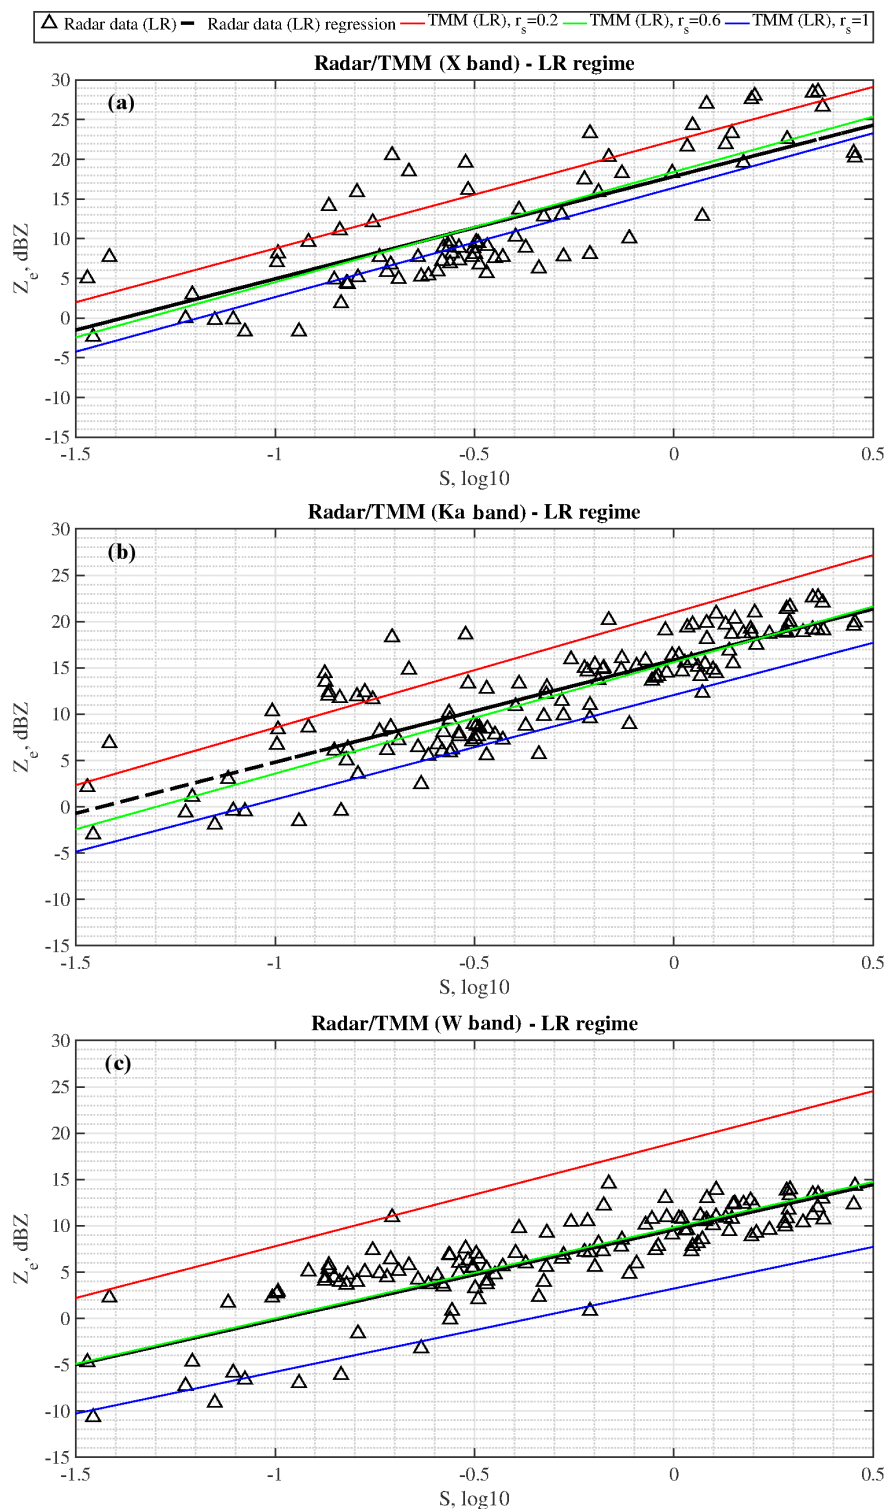 Radar data (LR) Radar data (LR) regression TMM (LR), r_s=0.2 TMM (LR), r_s=0.6 TMM (LR), r_s=1
Radar/TMM (X band) - LR regime
(a)
30
25
20
15
10
5
0
-5
-10
-15
Z_e, dBZ
-1.5 -1 -0.5 0 0.5
S, log10
Radar/TMM (Ka band) - LR regime
(b)
30
25
20
15
10
5
0
-5
-10
-15
Z_e, dBZ
-1.5 -1 -0.5 0 0.5
S, log10
Radar/TMM (W band) - LR regime
(c)
30
25
20
15
10
5
0
-5
-10
-15
Z_e, dBZ
-1.5 -1 -0.5 0 0.5
S, log10